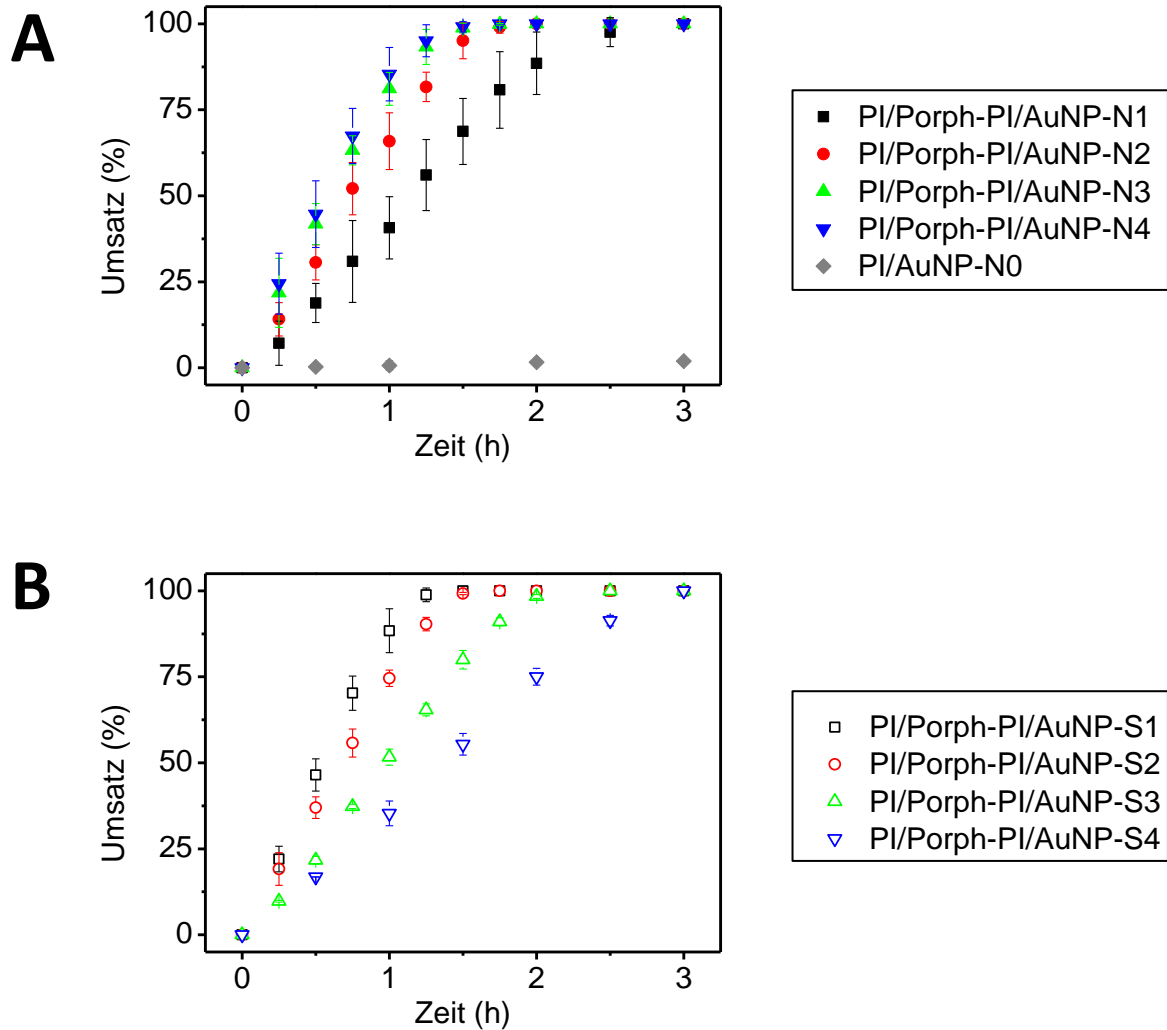 A
100
75
50
25
0
Umsatz (%)
0 1 2 3
Zeit (h)
PI/Porph-PI/AuNP-N1
PI/Porph-PI/AuNP-N2
PI/Porph-PI/AuNP-N3
PI/Porph-PI/AuNP-N4
PI/AuNP-N0
B
100
75
50
25
0
Umsatz (%)
0 1 2 3
Zeit (h)
PI/Porph-PI/AuNP-S1
PI/Porph-PI/AuNP-S2
PI/Porph-PI/AuNP-S3
PI/Porph-PI/AuNP-S4